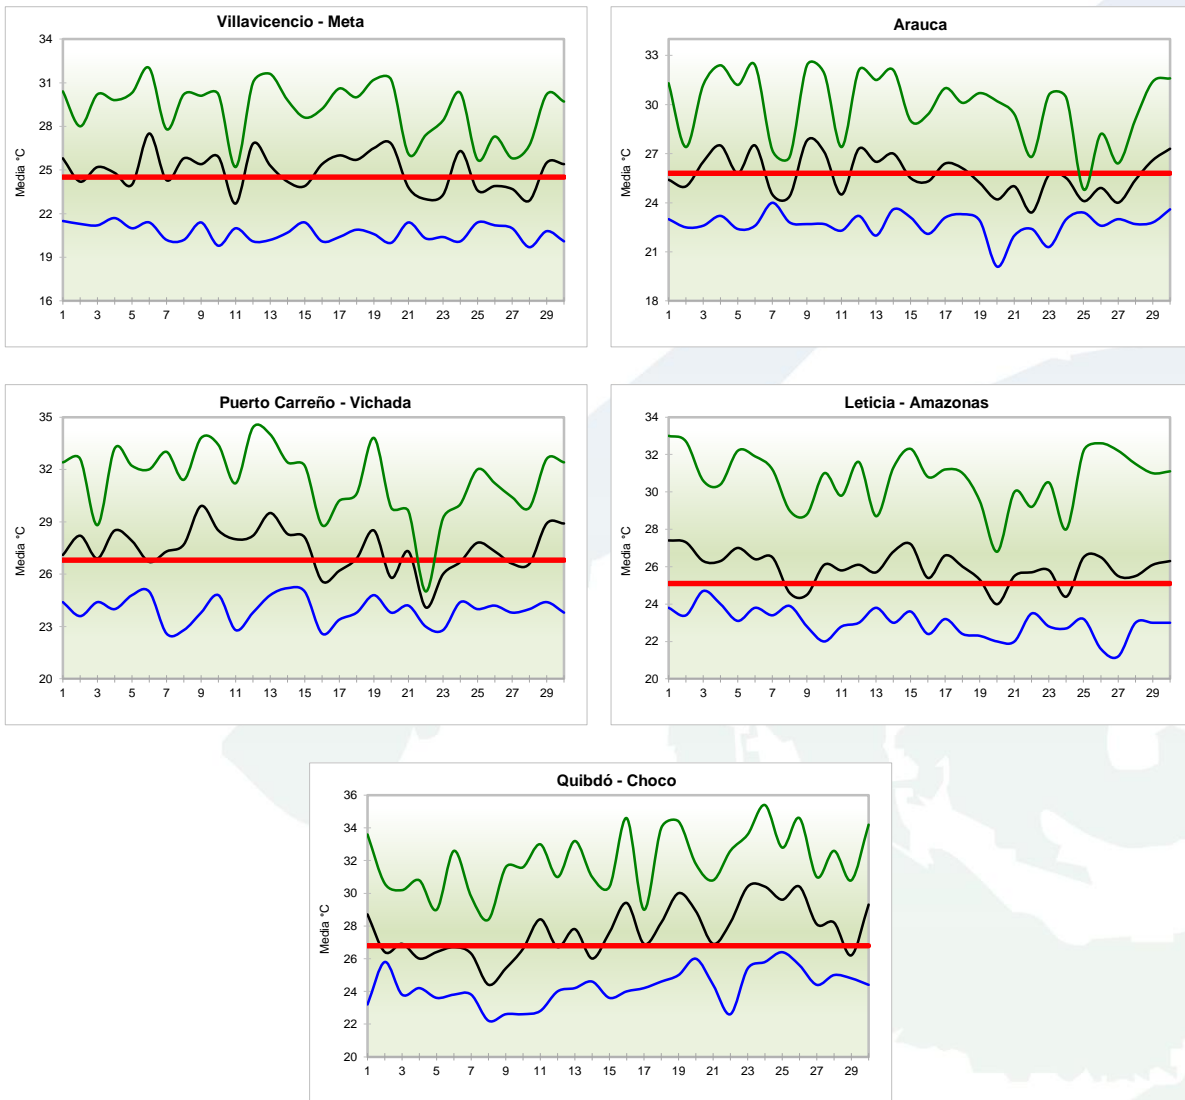 Villavicencio - Meta
Media °C
34
31
28
25
22
19
16
1 3 5 7 9 11 13 15 17 19 21 23 25 27 29
Arauca
Media °C
33
30
27
24
21
18
1 3 5 7 9 11 13 15 17 19 21 23 25 27 29
Puerto Carreño - Vichada
Media °C
35
32
29
26
23
20
1 3 5 7 9 11 13 15 17 19 21 23 25 27 29
Leticia - Amazonas
Media °C
34
32
30
28
26
24
22
20
1 3 5 7 9 11 13 15 17 19 21 23 25 27 29
Quibdó - Choco
Media °C
36
34
32
30
28
26
24
22
20
1 3 5 7 9 11 13 15 17 19 21 23 25 27 29